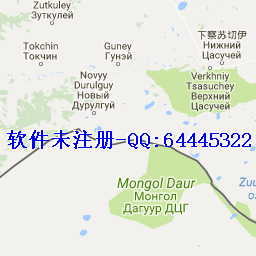 Zutkuley
Зуткулей
Tokchin
Токчин
Guney
Гунэй
下察苏切伊
Нижний
Цасучей
Novyy
Durulguy
Новый
Дурулгуй
Verkhniy
Tsasuchey
Верхний
Цасучей
软件未注册-QQ:64445322
Mongol Daur
Монгол
Дагуур ДЦГ
Zuu